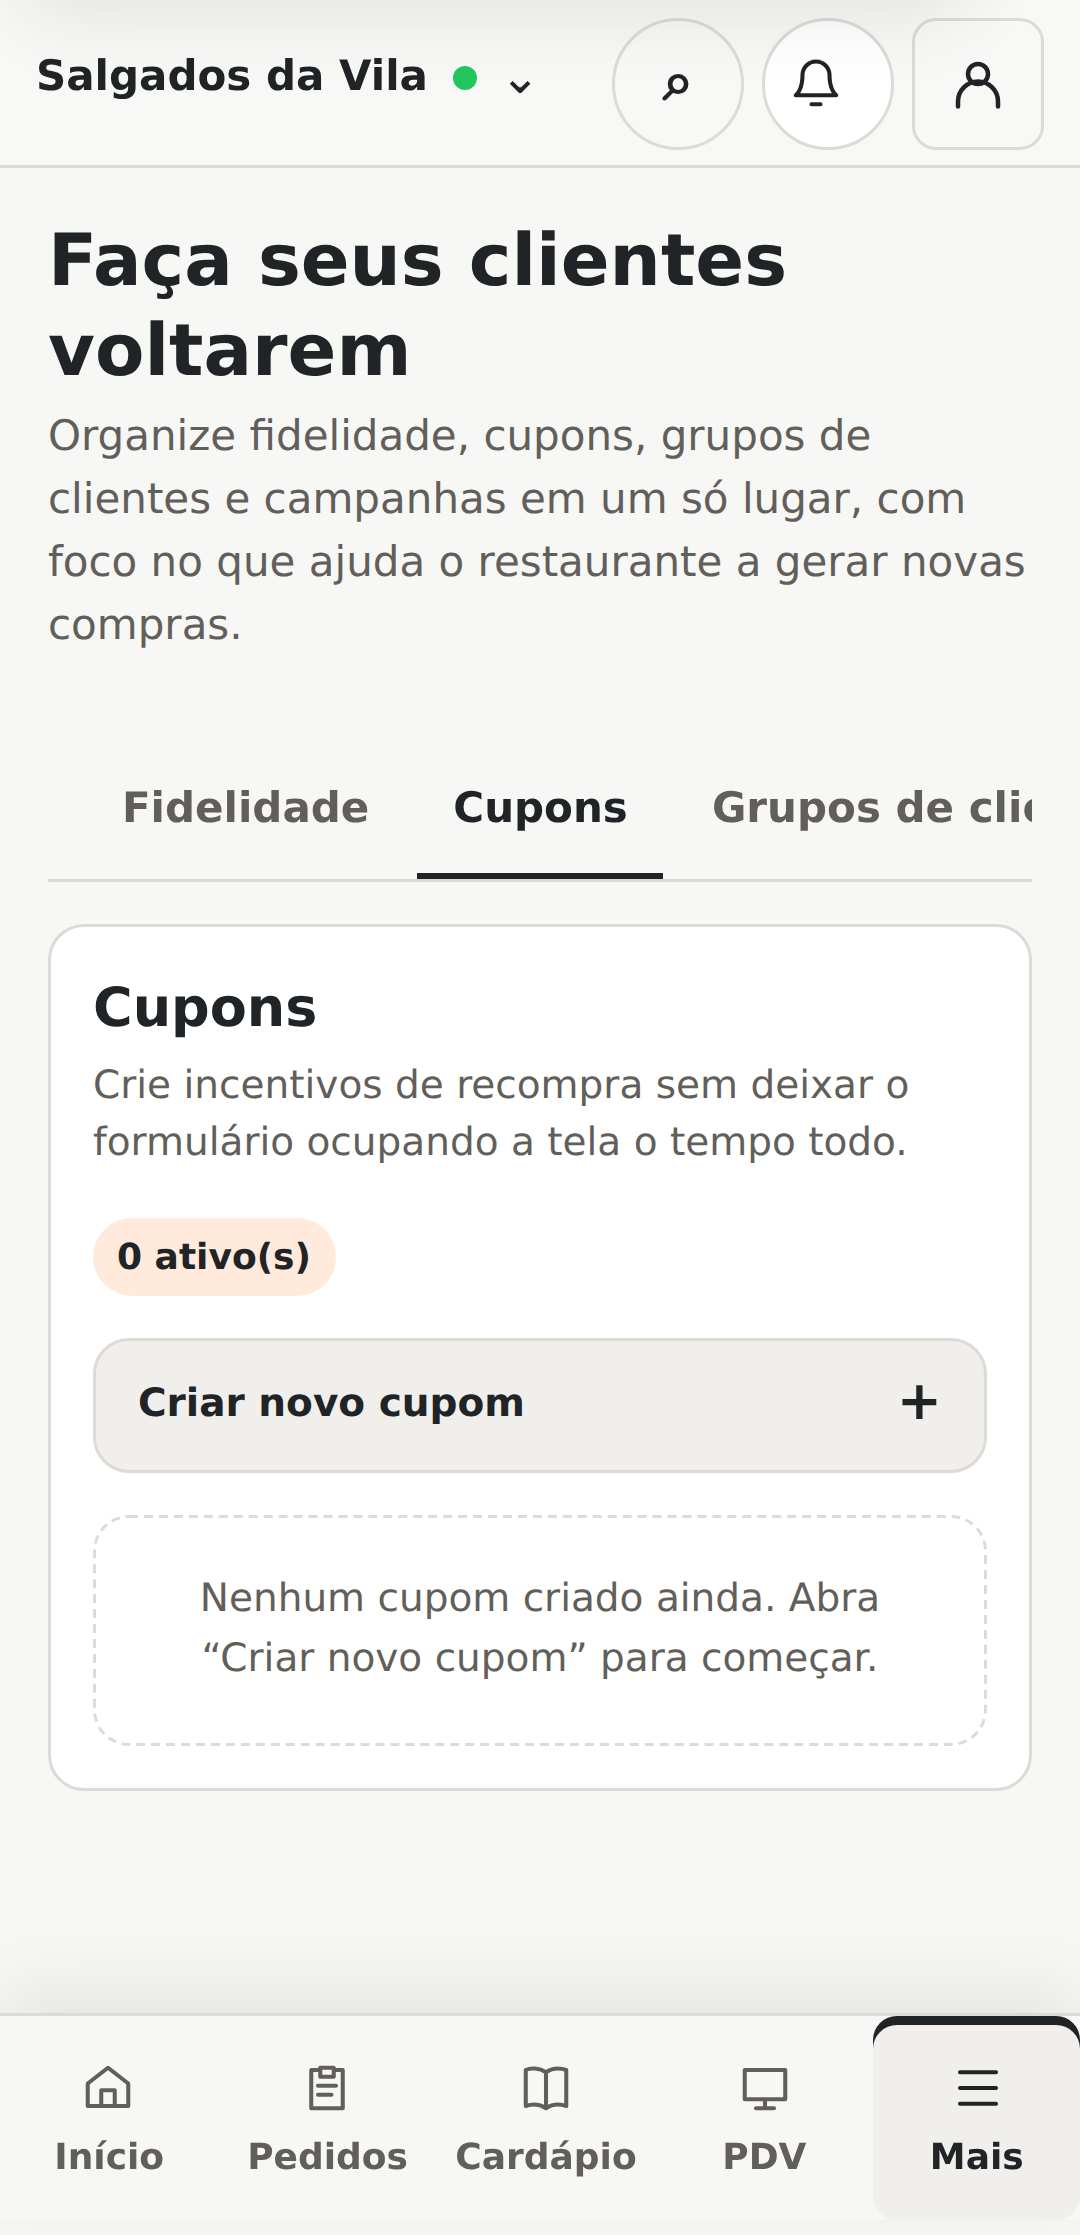 Salgados da Vila
Faça seus clientes
voltarem
Organize fidelidade, cupons, grupos de
clientes e campanhas em um só lugar, com
foco no que ajuda o restaurante a gerar novas
compras.
Fidelidade Cupons Grupos de clie
Cupons
Crie incentivos de recompra sem deixar o
formulário ocupando a tela o tempo todo.
0 ativo(s)
Criar novo cupom +
Nenhum cupom criado ainda. Abra
“Criar novo cupom” para começar.
Início Pedidos Cardápio PDV Mais